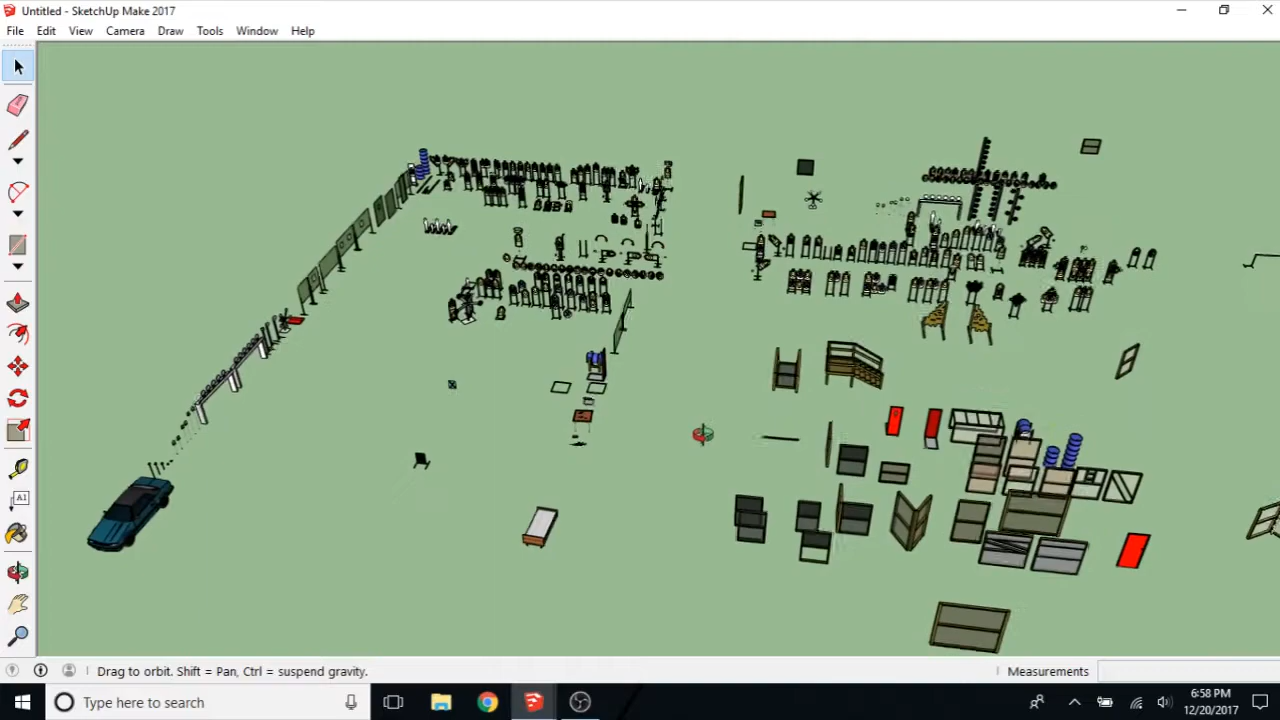 Untitled - SketchUp Make 2017
File Edit View Camera Draw Tools Window Help
A1
Drag to orbit. Shift = Pan, Ctrl = suspend gravity.
Measurements
Type here to search
6:58 PM
12/20/2017